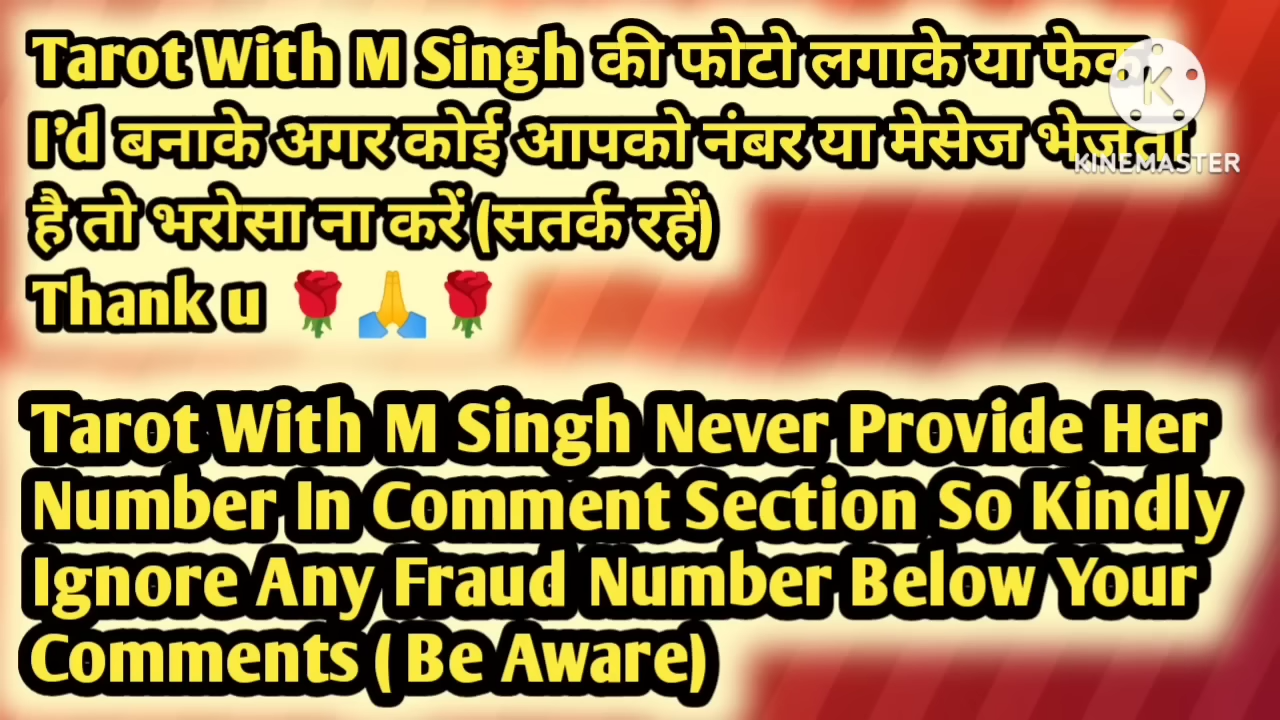 Tarot With M Singh की फोटो लगाके या फेक
I'd बनाके अगर कोई आपको नंबर या मेसेज भेजता
है तो भरोसा ना करें (सतर्क रहें)
Thank u 🌹🙏🌹
Tarot With M Singh Never Provide Her
Number In Comment Section So Kindly
Ignore Any Fraud Number Below Your
Comments ( Be Aware)
K
KINEMASTER